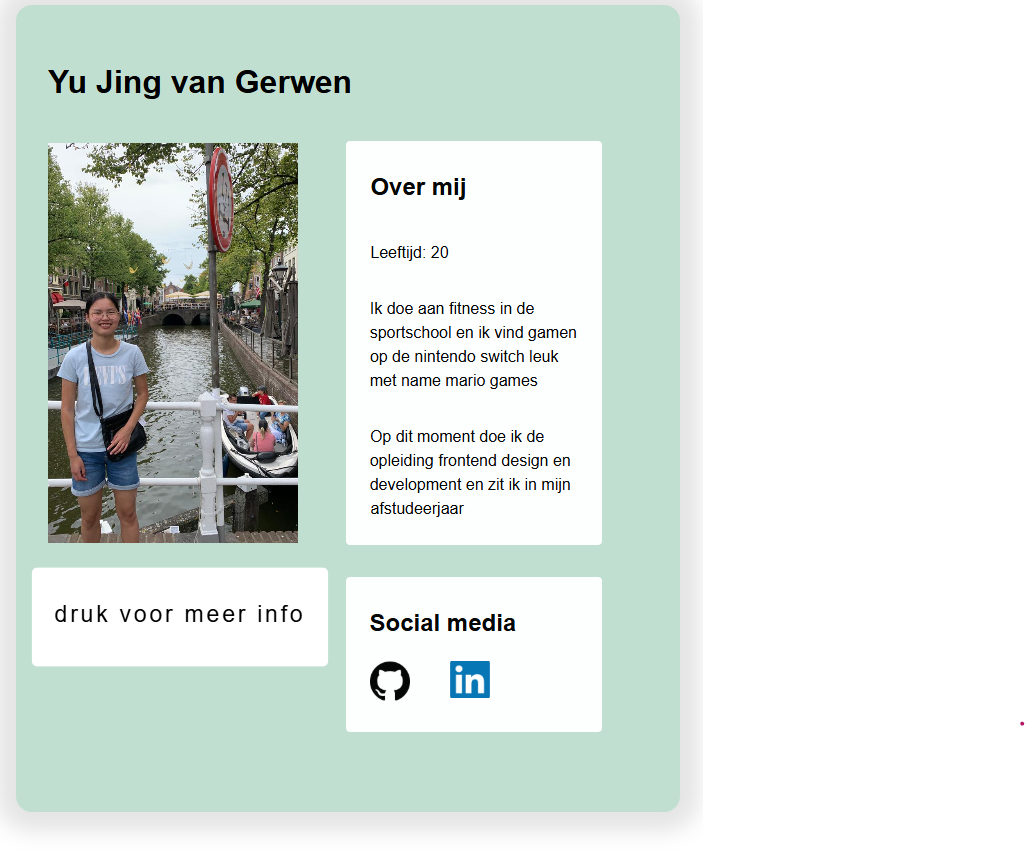 Yu Jing van Gerwen
Over mij
Leeftijd: 20
Ik doe aan fitness in de
sportschool en ik vind gamen
op de nintendo switch leuk
met name mario games
Op dit moment doe ik de
opleiding frontend design en
development en zit ik in mijn
afstudeerjaar
druk voor meer info
Social media
in